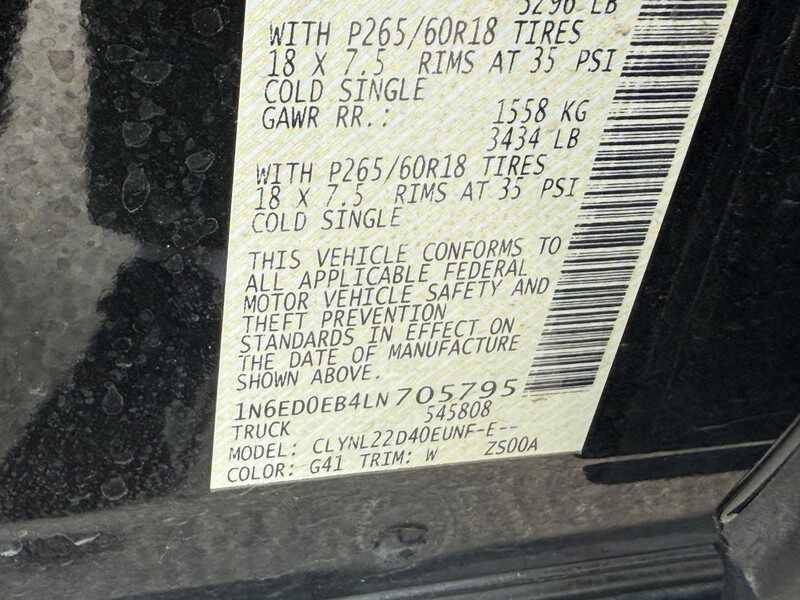 3296 LB
WITH P265/60R18 TIRES
18 X 7.5 RIMS AT 35 PSI
COLD SINGLE
GAWR RR.: 1558 KG
3434 LB
WITH P265/60R18 TIRES
18 X 7.5 RIMS AT 35 PSI
COLD SINGLE
THIS VEHICLE CONFORMS TO
ALL APPLICABLE FEDERAL
MOTOR VEHICLE SAFETY AND
THEFT PREVENTION
STANDARDS IN EFFECT ON
THE DATE OF MANUFACTURE
SHOWN ABOVE.
1N6ED0EB4LN705795
TRUCK 545808
MODEL: CLYNL22D40EUNF-E--
COLOR: G41 TRIM: W ZS00A